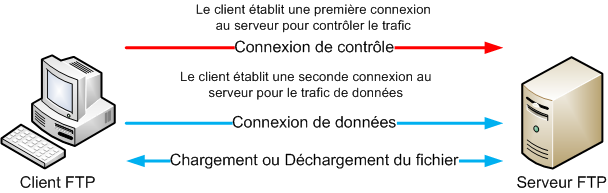 Le client établit une première connexion
au serveur pour contrôler le trafic
Connexion de contrôle
Le client établit une seconde connexion au
serveur pour le trafic de données
Connexion de données
Chargement ou Déchargement du fichier
Client FTP
Serveur FTP